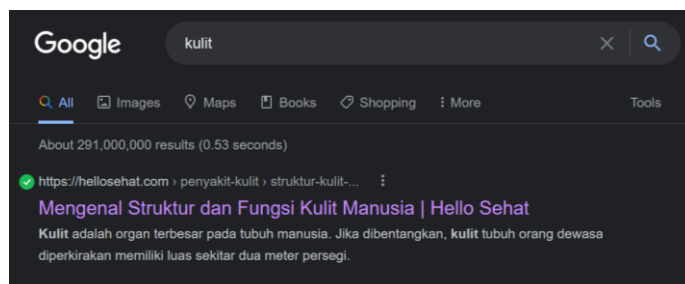 Google
kulit
All Images Maps Books Shopping More Tools
About 291,000,000 results (0.53 seconds)
https://hellosehat.com › penyakit-kulit › struktur-kulit-...
Mengenal Struktur dan Fungsi Kulit Manusia | Hello Sehat
Kulit adalah organ terbesar pada tubuh manusia. Jika dibentangkan, kulit tubuh orang dewasa
diperkirakan memiliki luas sekitar dua meter persegi.